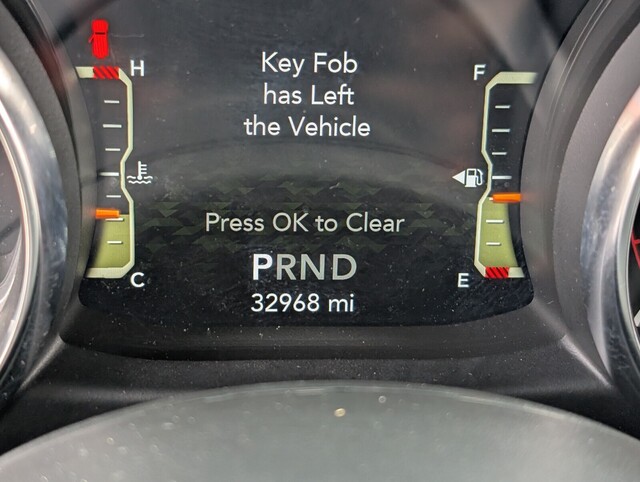 H
F
Key Fob
has Left
the Vehicle
Press OK to Clear
PRND
C
E
32968 mi